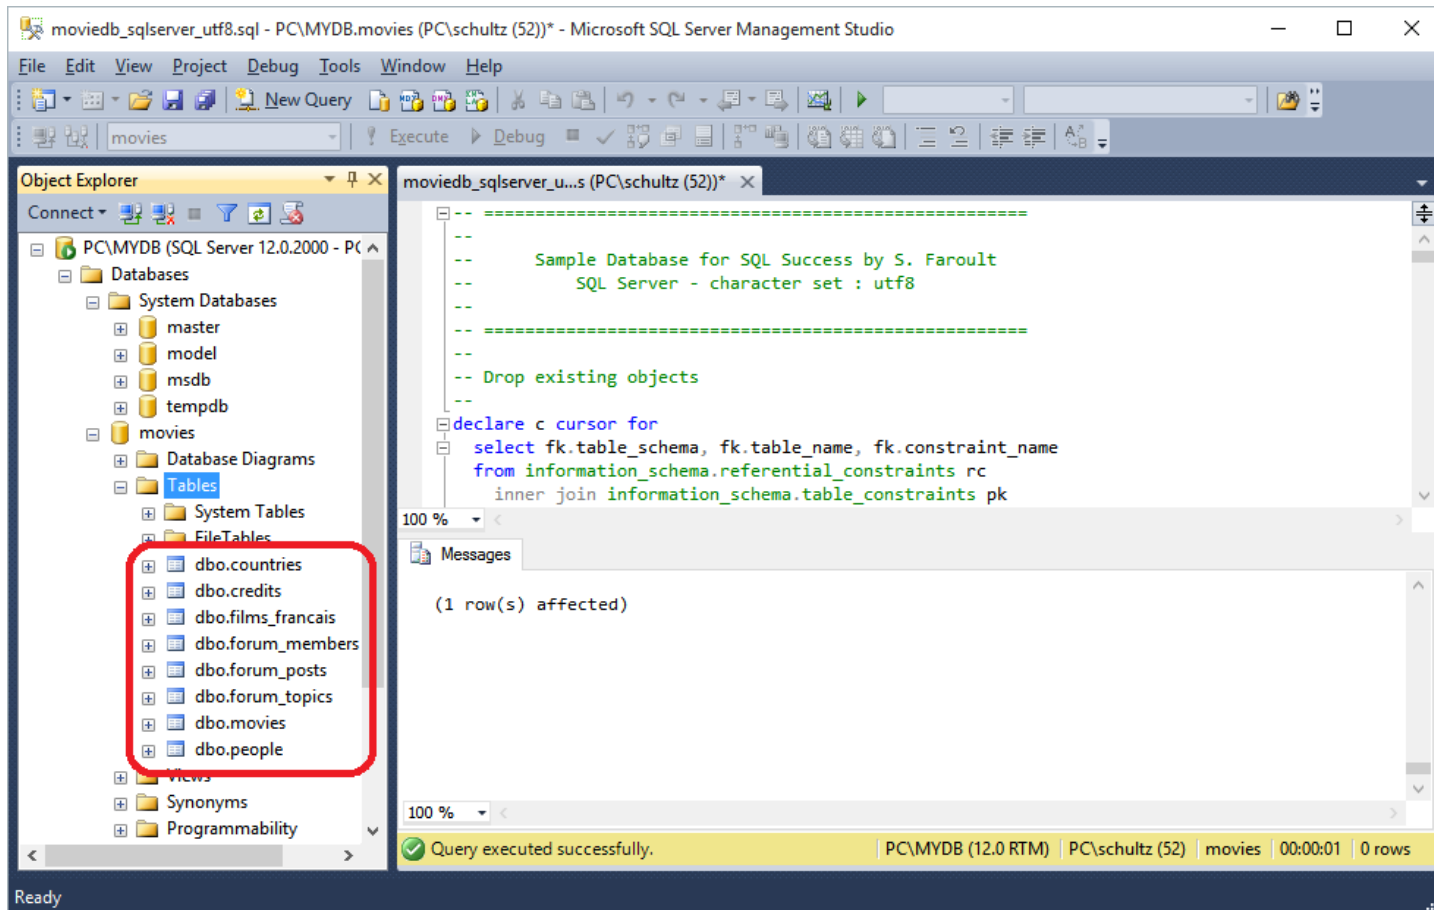 moviedb_sqlserver_utf8.sql - PC\MYDB.movies (PC\schultz (52))* - Microsoft SQL Server Management Studio
File Edit View Project Debug Tools Window Help
New Query
movies Execute Debug
Object Explorer
Connect
PC\MYDB (SQL Server 12.0.2000 - P
Databases
System Databases
master
model
msdb
tempdb
movies
Database Diagrams
Tables
System Tables
FileTables
dbo.countries
dbo.credits
dbo.films_francais
dbo.forum_members
dbo.forum_posts
dbo.forum_topics
dbo.movies
dbo.people
Views
Synonyms
Programmability
moviedb_sqlserver_u...s (PC\schultz (52))*
-- =====================================================
--
-- Sample Database for SQL Success by S. Faroult
-- SQL Server - character set : utf8
--
-- =====================================================
--
-- Drop existing objects
--
declare c cursor for
select fk.table_schema, fk.table_name, fk.constraint_name
from information_schema.referential_constraints rc
inner join information_schema.table_constraints pk
100 %
Messages
(1 row(s) affected)
100 %
Query executed successfully. PC\MYDB (12.0 RTM) PC\schultz (52) movies 00:00:01 0 rows
Ready